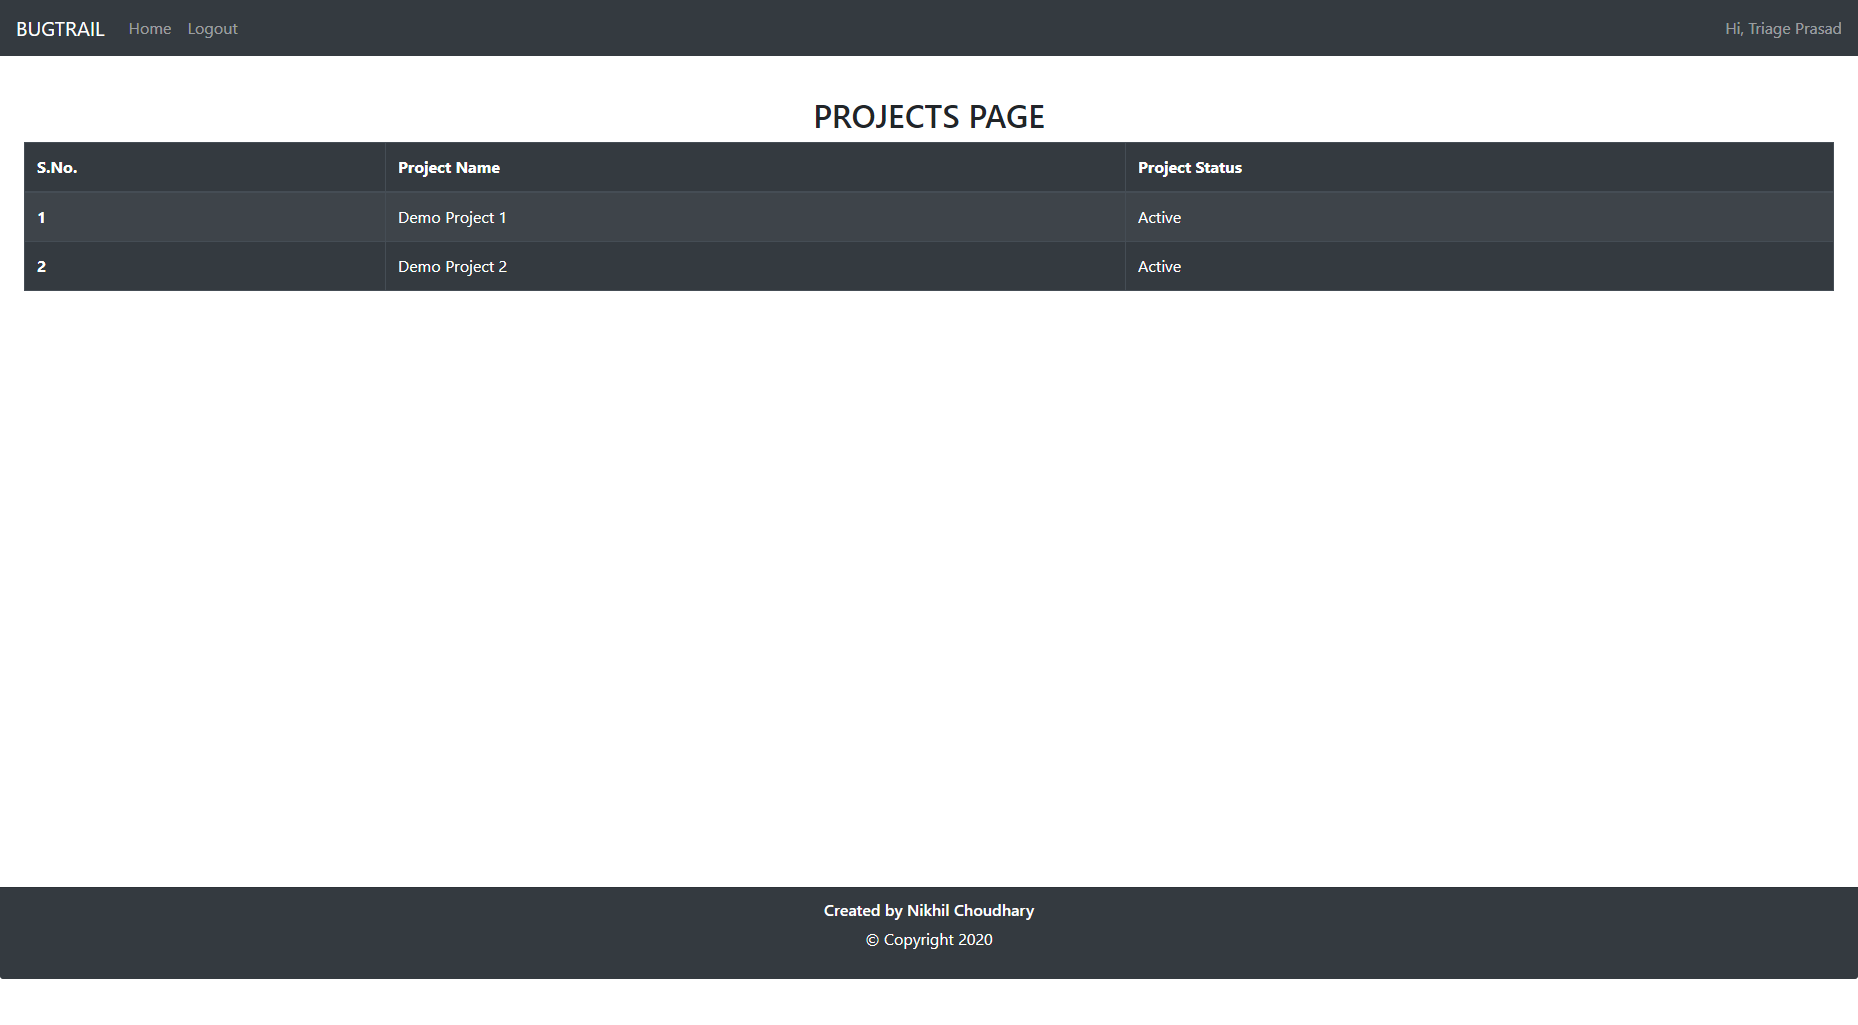 BUGTRAIL Home Logout Hi, Triage Prasad
PROJECTS PAGE
S.No. Project Name Project Status
1 Demo Project 1 Active
2 Demo Project 2 Active
Created by Nikhil Choudhary
© Copyright 2020